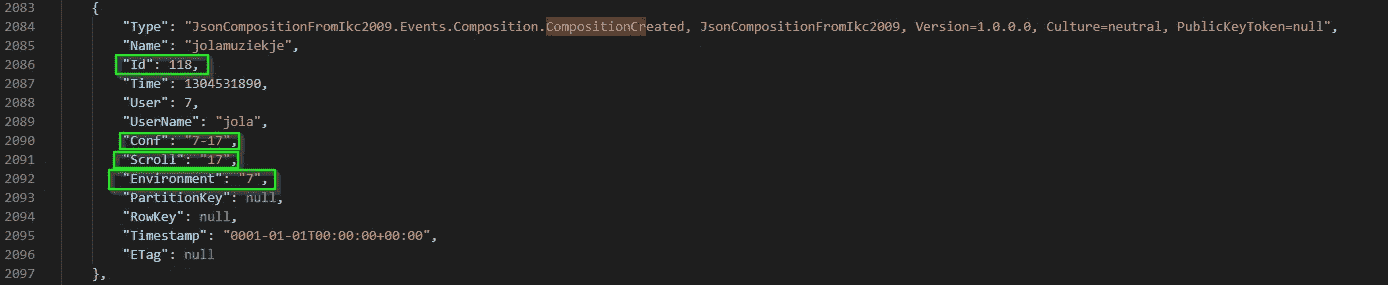 2083 {
2084 "Type": "JsonCompositionFromIkc2009.Events.Composition.CompositionCreated, JsonCompositionFromIkc2009, Version=1.0.0.0, Culture=neutral, PublicKeyToken=null",
2085 "Name": "jolamuziekje",
2086 "Id": 118,
2087 "Time": 1304531890,
2088 "User": 7,
2089 "UserName": "jola",
2090 "Conf": "7-17",
2091 "Scroll": "17",
2092 "Environment": "7",
2093 "PartitionKey": null,
2094 "RowKey": null,
2095 "Timestamp": "0001-01-01T00:00:00+00:00",
2096 "ETag": null
2097 },